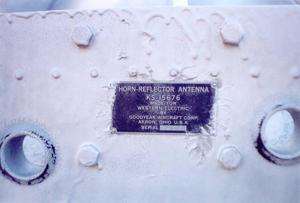 HORN-REFLECTOR ANTENNA
KS-15676
MADE FOR
WESTERN ELECTRIC
BY
GOODYEAR AIRCRAFT CORP.
AKRON, OHIO U.S.A.
SERIAL